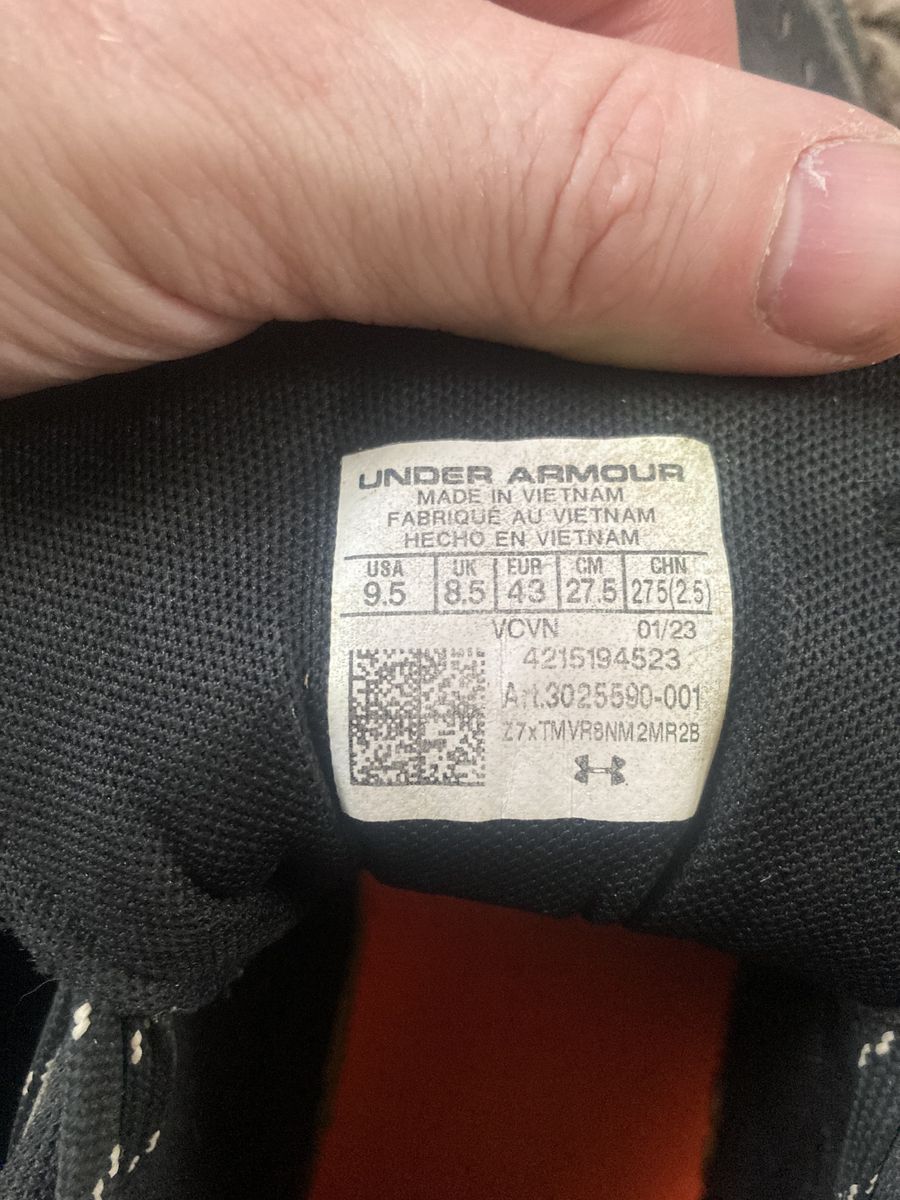 UNDER ARMOUR
MADE IN VIETNAM
FABRIQUÉ AU VIETNAM
HECHO EN VIETNAM
USA UK EUR CM CHN
9.5 8.5 43 27.5 275(2.5)
VCVN 01/23
4215194523
Art.3025590-001
Z7xTMVR8NM2MR2B